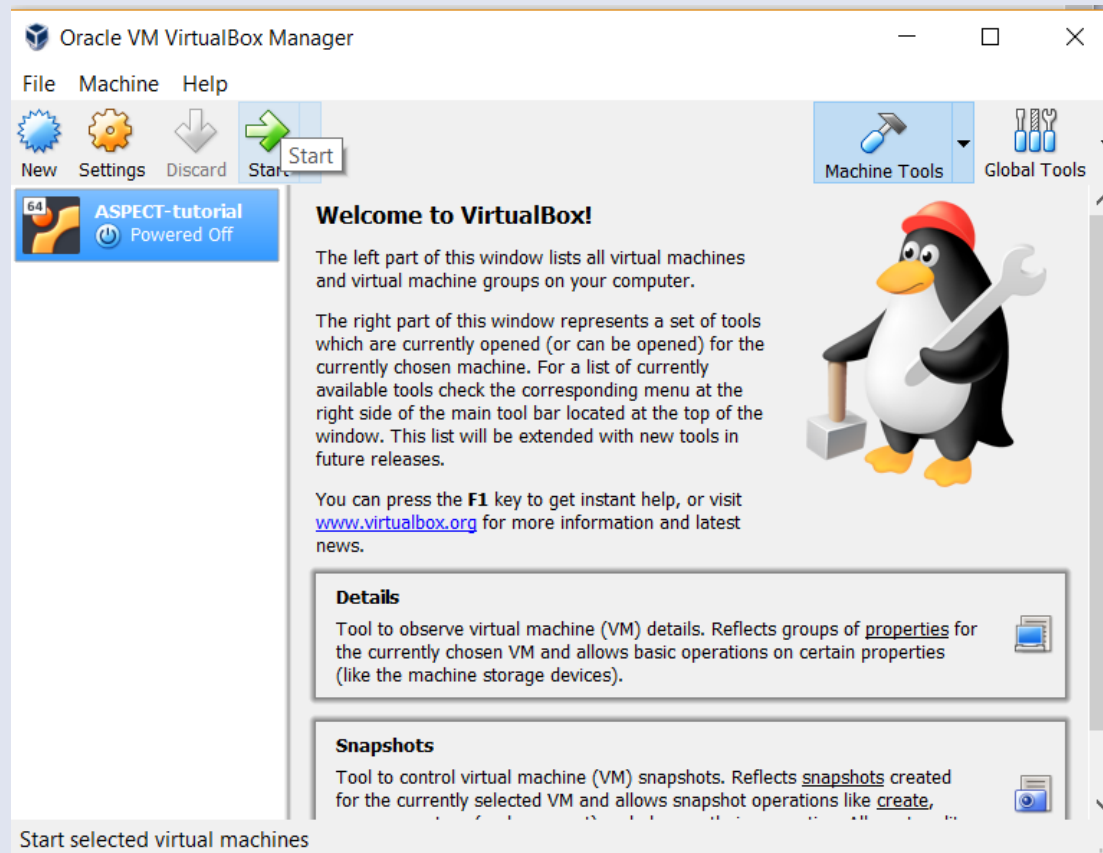 Oracle VM VirtualBox Manager
File Machine Help
New Settings Discard Start
Start
Machine Tools Global Tools
64
ASPECT-tutorial
Powered Off
Welcome to VirtualBox!
The left part of this window lists all virtual machines
and virtual machine groups on your computer.
The right part of this window represents a set of tools
which are currently opened (or can be opened) for the
currently chosen machine. For a list of currently
available tools check the corresponding menu at the
right side of the main tool bar located at the top of the
window. This list will be extended with new tools in
future releases.
You can press the F1 key to get instant help, or visit
www.virtualbox.org for more information and latest
news.
Details
Tool to observe virtual machine (VM) details. Reflects groups of properties for
the currently chosen VM and allows basic operations on certain properties
(like the machine storage devices).
Snapshots
Tool to control virtual machine (VM) snapshots. Reflects snapshots created
for the currently selected VM and allows snapshot operations like create,
Start selected virtual machines